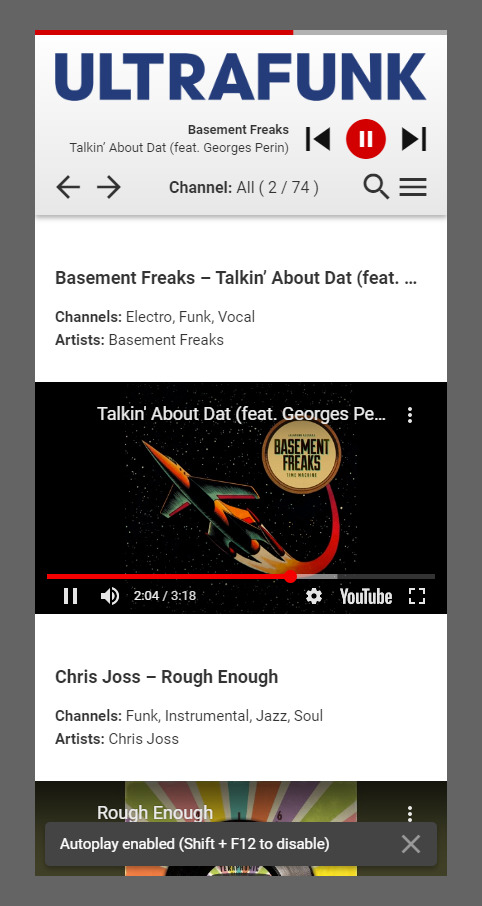 ULTRAFUNK
Basement Freaks
Talkin’ About Dat (feat. Georges Perin)
Channel: All ( 2 / 74 )
Basement Freaks – Talkin’ About Dat (feat. …
Channels: Electro, Funk, Vocal
Artists: Basement Freaks
Talkin' About Dat (feat. Georges Pe...
BASEMENT
FREAKS
TIME MACHINE
2:04 / 3:18
YouTube
Chris Joss – Rough Enough
Channels: Funk, Instrumental, Jazz, Soul
Artists: Chris Joss
Rough Enough
6
Autoplay enabled (Shift + F12 to disable)